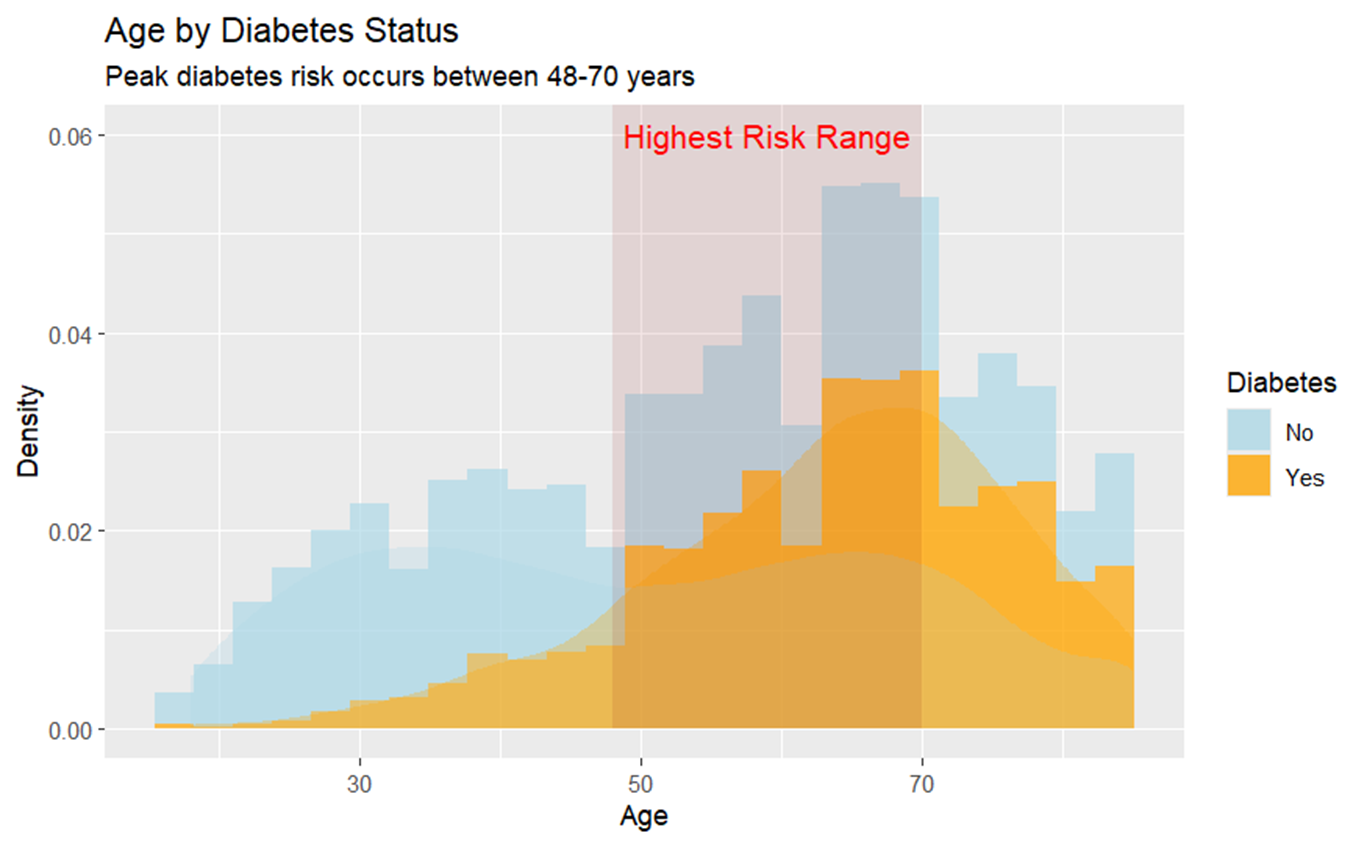 Age by Diabetes Status
Peak diabetes risk occurs between 48-70 years
Highest Risk Range
0.06
0.04
0.02
0.00
Density
30 50 70
Age
Diabetes
No
Yes